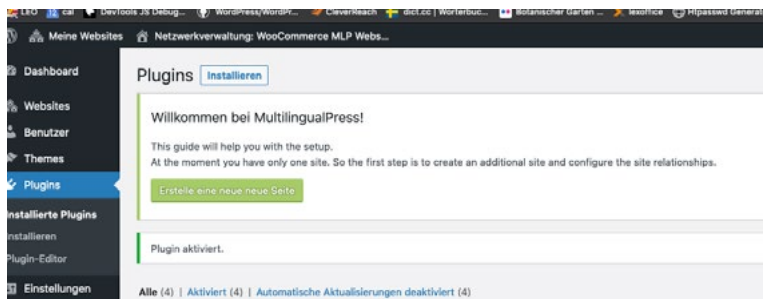 LEO cal DevTools JS Debug... WordPress/WordPr... CleverReach dict.cc | Wörterbuc... Botanischer Garten ... lexoffice Htpasswd Generat
Meine Websites Netzwerkverwaltung: WooCommerce MLP Webs...
Dashboard
Websites
Benutzer
Themes
Plugins
Installierte Plugins
Installieren
Plugin-Editor
Einstellungen
Plugins Installieren
Willkommen bei MultilingualPress!
This guide will help you with the setup.
At the moment you have only one site. So the first step is to create an additional site and configure the site relationships.
Erstelle eine neue neue Seite
Plugin aktiviert.
Alle (4) | Aktiviert (4) | Automatische Aktualisierungen deaktiviert (4)